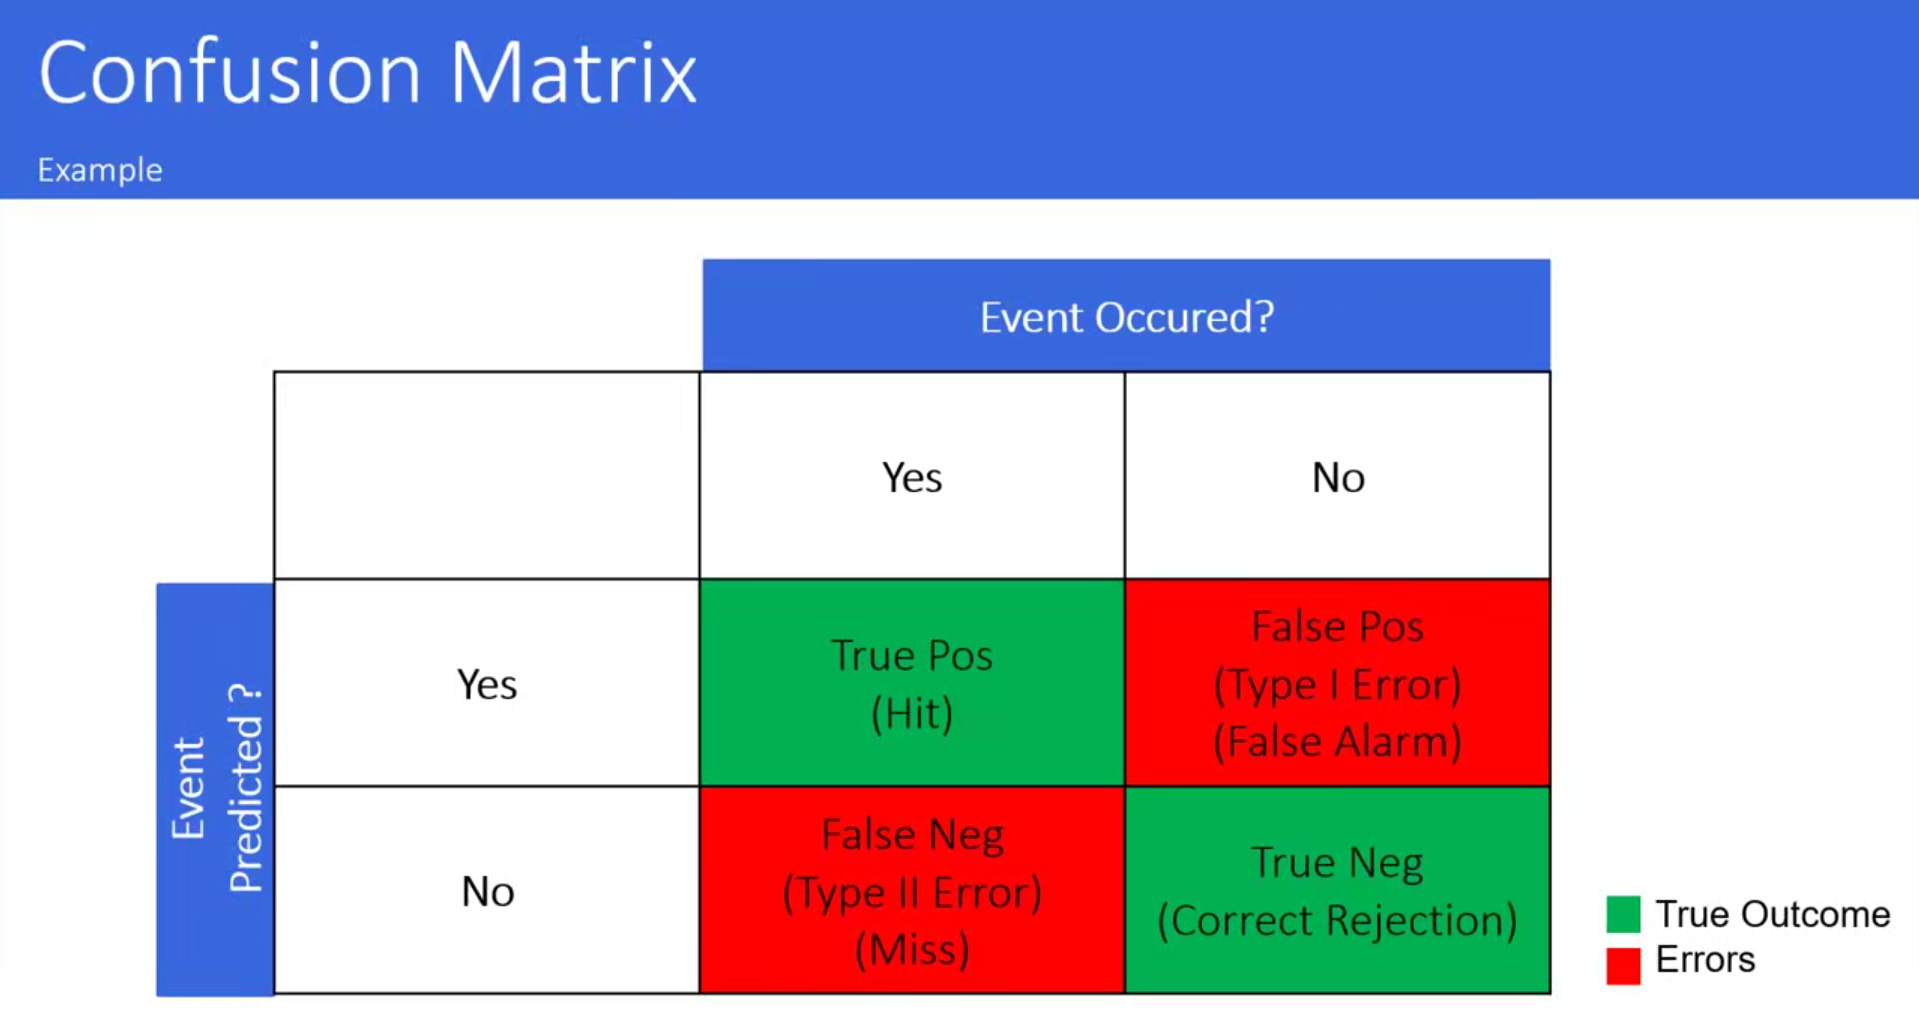 Confusion Matrix
Example
Event Occured?
Yes
No
Event
Predicted ?
Yes
True Pos
(Hit)
False Pos
(Type I Error)
(False Alarm)
No
False Neg
(Type II Error)
(Miss)
True Neg
(Correct Rejection)
True Outcome
Errors